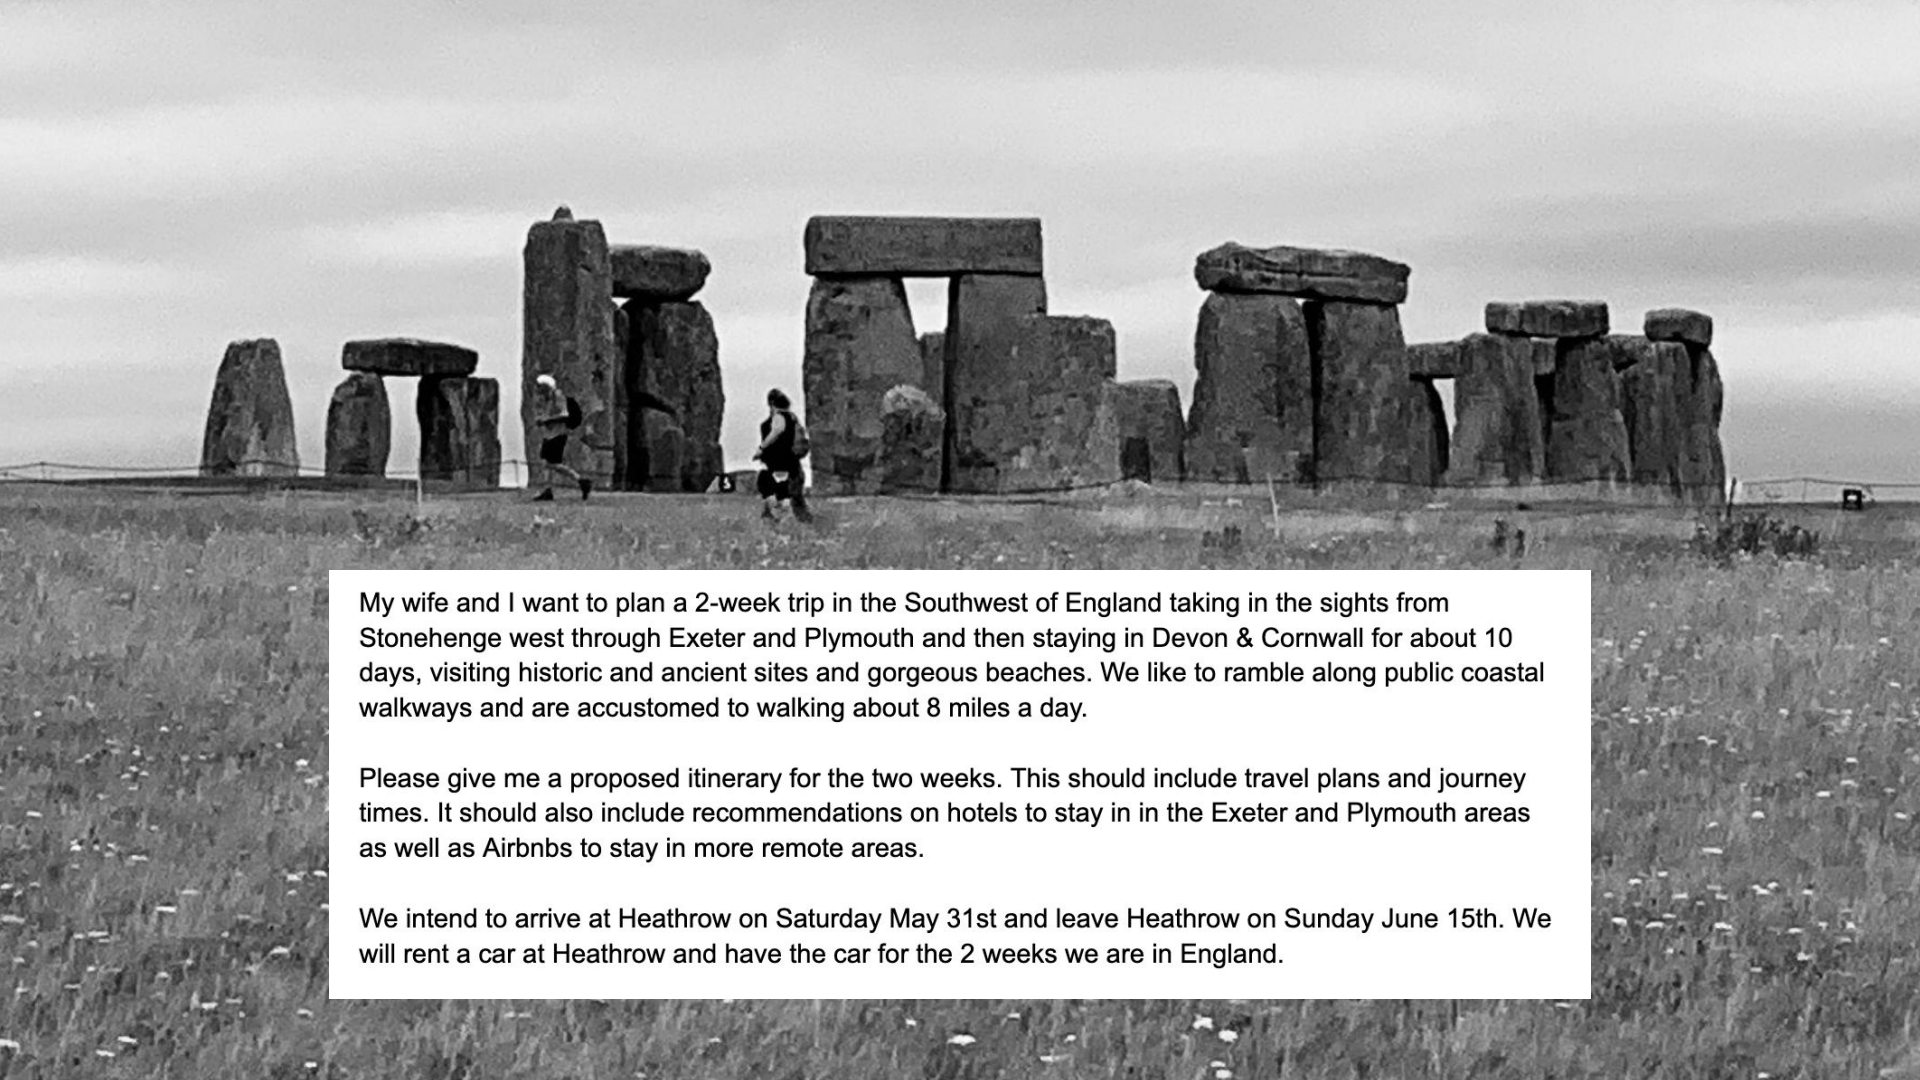 My wife and I want to plan a 2-week trip in the Southwest of England taking in the sights from
Stonehenge west through Exeter and Plymouth and then staying in Devon & Cornwall for about 10
days, visiting historic and ancient sites and gorgeous beaches. We like to ramble along public coastal
walkways and are accustomed to walking about 8 miles a day.
Please give me a proposed itinerary for the two weeks. This should include travel plans and journey
times. It should also include recommendations on hotels to stay in in the Exeter and Plymouth areas
as well as Airbnbs to stay in more remote areas.
We intend to arrive at Heathrow on Saturday May 31st and leave Heathrow on Sunday June 15th. We
will rent a car at Heathrow and have the car for the 2 weeks we are in England.